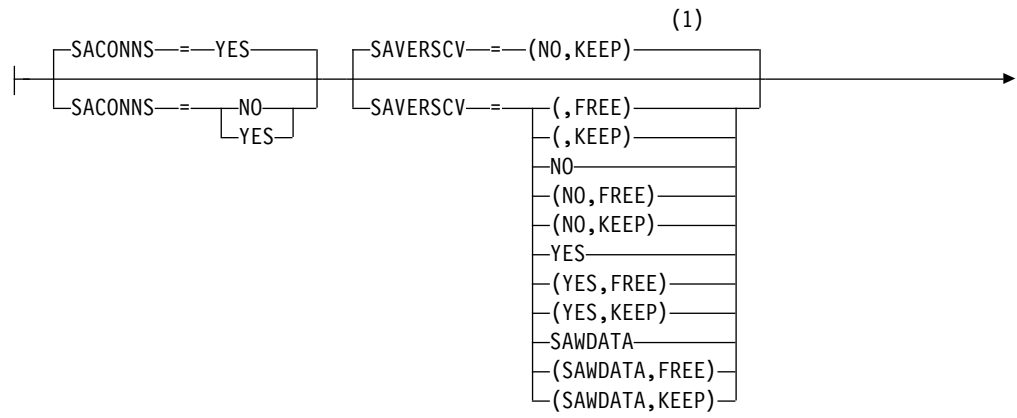 (1)
SACONNS = YES SAVERSCV = (NO,KEEP)
SACONNS = NO SAVERSCV = (,FREE)
YES (,KEEP)
NO
(NO,FREE)
(NO,KEEP)
YES
(YES,FREE)
(YES,KEEP)
SAWDATA
(SAWDATA,FREE)
(SAWDATA,KEEP)